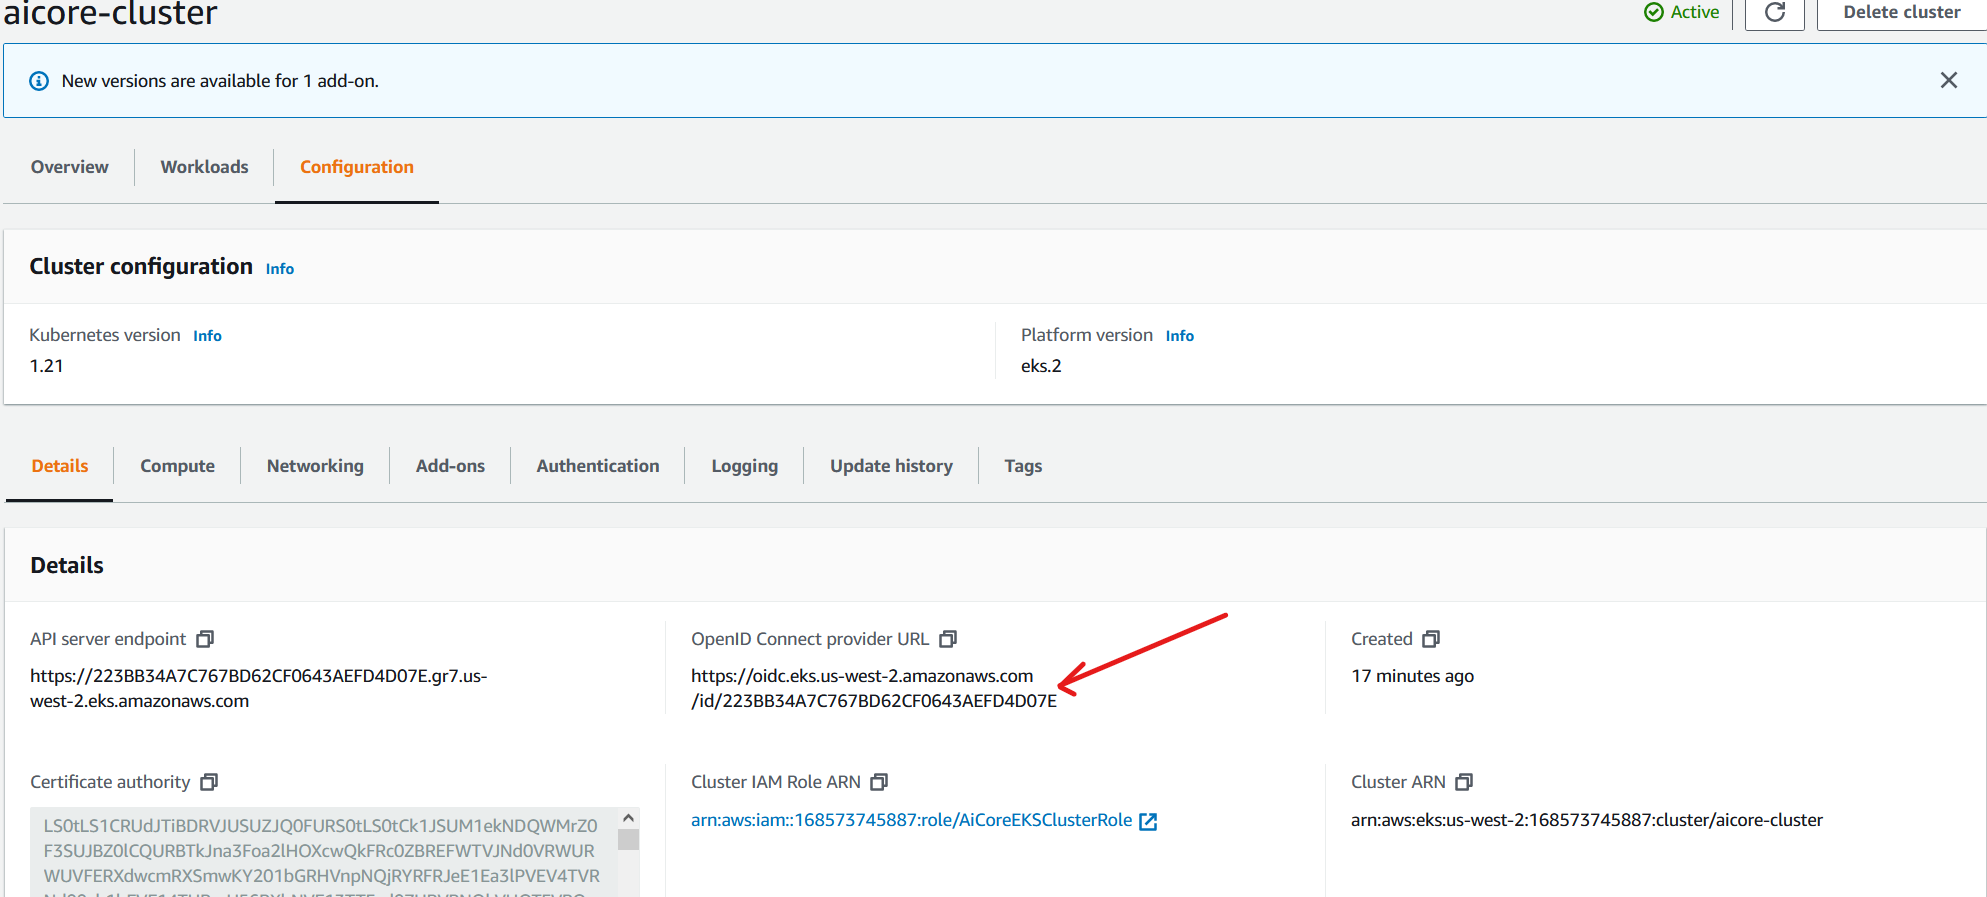 aicore-cluster
Active
Delete cluster
New versions are available for 1 add-on.
Overview
Workloads
Configuration
Cluster configuration Info
Kubernetes version Info
1.21
Platform version Info
eks.2
Details
Compute
Networking
Add-ons
Authentication
Logging
Update history
Tags
Details
API server endpoint
https://223BB34A7C767BD62CF0643AEFD4D07E.gr7.us-
west-2.eks.amazonaws.com
OpenID Connect provider URL
https://oidc.eks.us-west-2.amazonaws.com
/id/223BB34A7C767BD62CF0643AEFD4D07E
Created
17 minutes ago
Certificate authority
LS0tLS1CRUdJTiBDRVJUSUZJQ0FURS0tLS0tCk1JSUM1ekNDQWMrZ0
F3SUJBZ0lCQURBTkJna3Foa2lHOXcwQkFRc0ZBREFWTVJNd0VRWUR
WUVFERXdwcmRXSmwKY201bGRHVnpNQjRYRFRJeE1Ea3lPVEV4TVR
Cluster IAM Role ARN
arn:aws:iam::168573745887:role/AiCoreEKSClusterRole
Cluster ARN
arn:aws:eks:us-west-2:168573745887:cluster/aicore-cluster